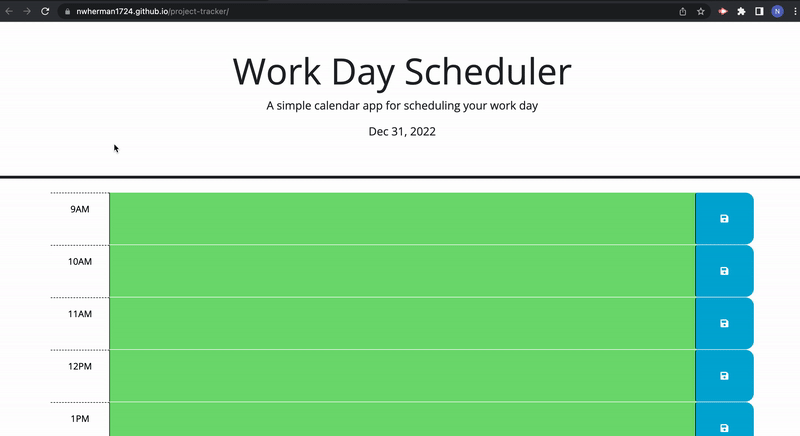 nwherman1724.github.io/project-tracker/
N
Work Day Scheduler
A simple calendar app for scheduling your work day
Dec 31, 2022
9AM
10AM
11AM
12PM
1PM